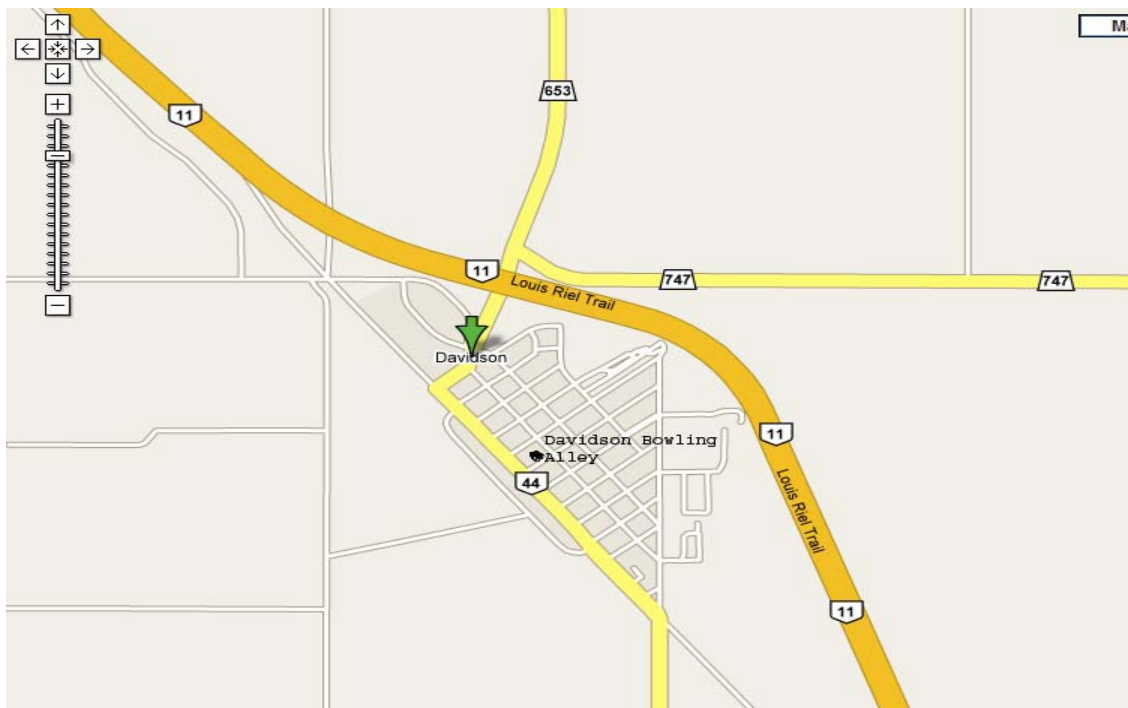 Ma
653
11
11
Louis Riel Trail
747
747
Davidson
Davidson Bowling
Alley
11
44
Louis Riel Trail
11